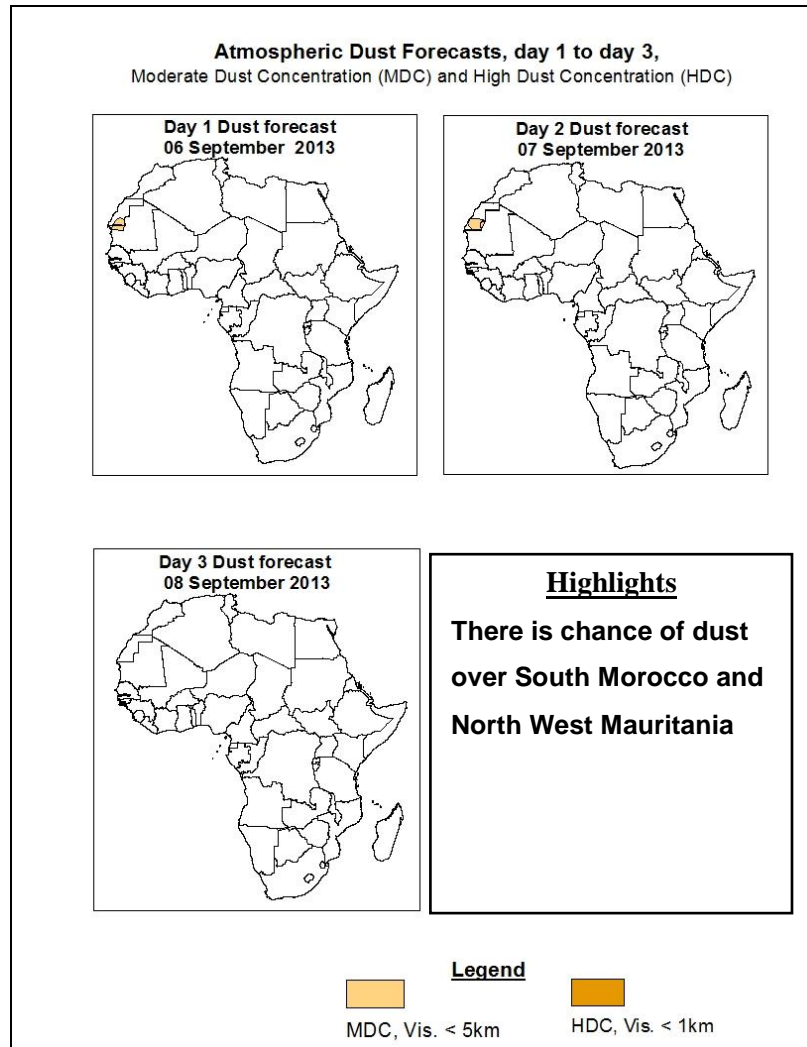 Atmospheric Dust Forecasts, day 1 to day 3,
Moderate Dust Concentration (MDC) and High Dust Concentration (HDC)
Day 1 Dust forecast
06 September 2013
Day 2 Dust forecast
07 September 2013
Day 3 Dust forecast
08 September 2013
Highlights
There is chance of dust
over South Morocco and
North West Mauritania
Legend
MDC, Vis. < 5km
HDC, Vis. < 1km